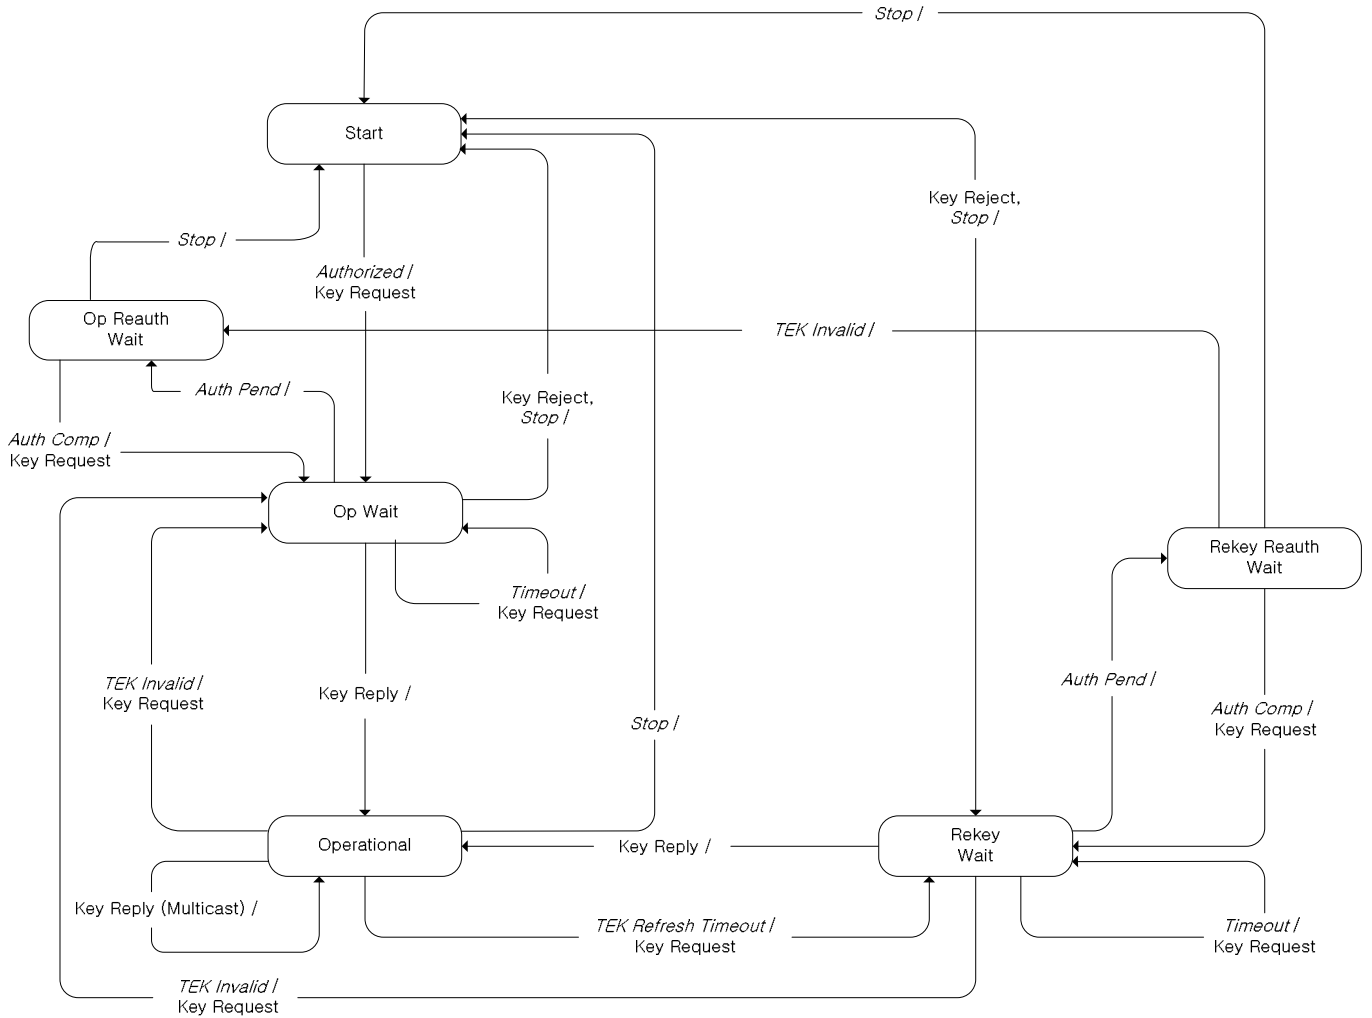 Stop /
Start
Key Reject,
Stop /
Stop /
Authorized /
Key Request
Op Reauth
Wait
TEK Invalid /
Auth Pend /
Key Reject,
Stop /
Auth Comp /
Key Request
Op Wait
Rekey Reauth
Wait
Timeout /
Key Request
TEK Invalid /
Key Request
Key Reply /
Auth Pend /
Stop /
Auth Comp /
Key Request
Operational
Key Reply /
Rekey
Wait
Key Reply (Multicast) /
TEK Refresh Timeout /
Key Request
Timeout /
Key Request
TEK Invalid /
Key Request